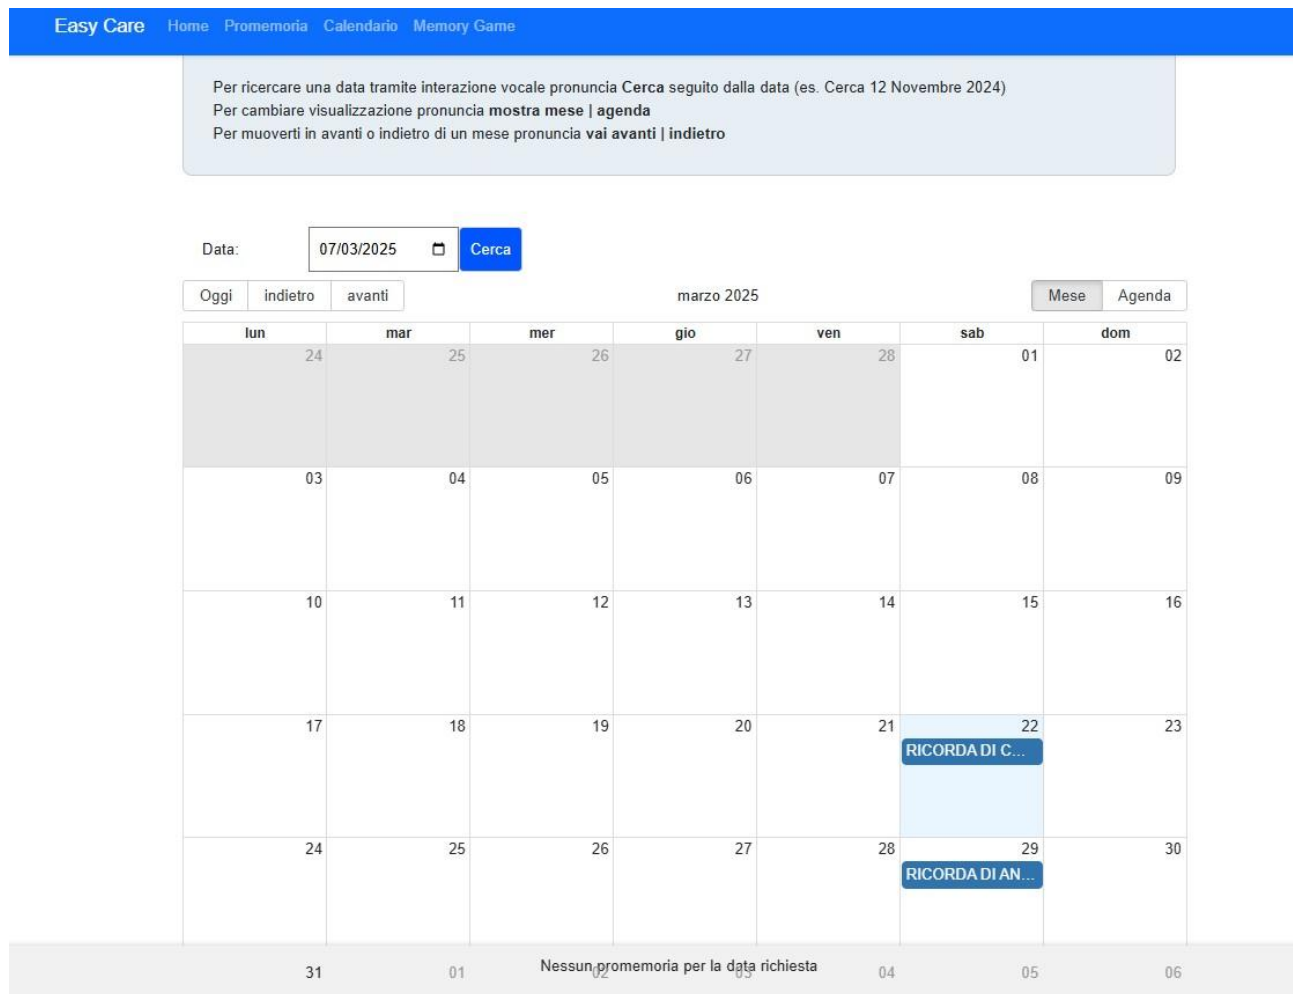 Easy Care Home Promemoria Calendario Memory Game
Per ricercare una data tramite interazione vocale pronuncia Cerca seguito dalla data (es. Cerca 12 Novembre 2024)
Per cambiare visualizzazione pronuncia mostra mese | agenda
Per muoverti in avanti o indietro di un mese pronuncia vai avanti | indietro
Data: 07/03/2025 Cerca
Oggi indietro avanti marzo 2025 Mese Agenda
lun mar mer gio ven sab dom
24 25 26 27 28 01 02
03 04 05 06 07 08 09
10 11 12 13 14 15 16
17 18 19 20 21 22 23
RICORDA DI C...
24 25 26 27 28 29 30
RICORDA DI AN...
Nessun promemoria per la data richiesta
31 01 02 03 04 05 06